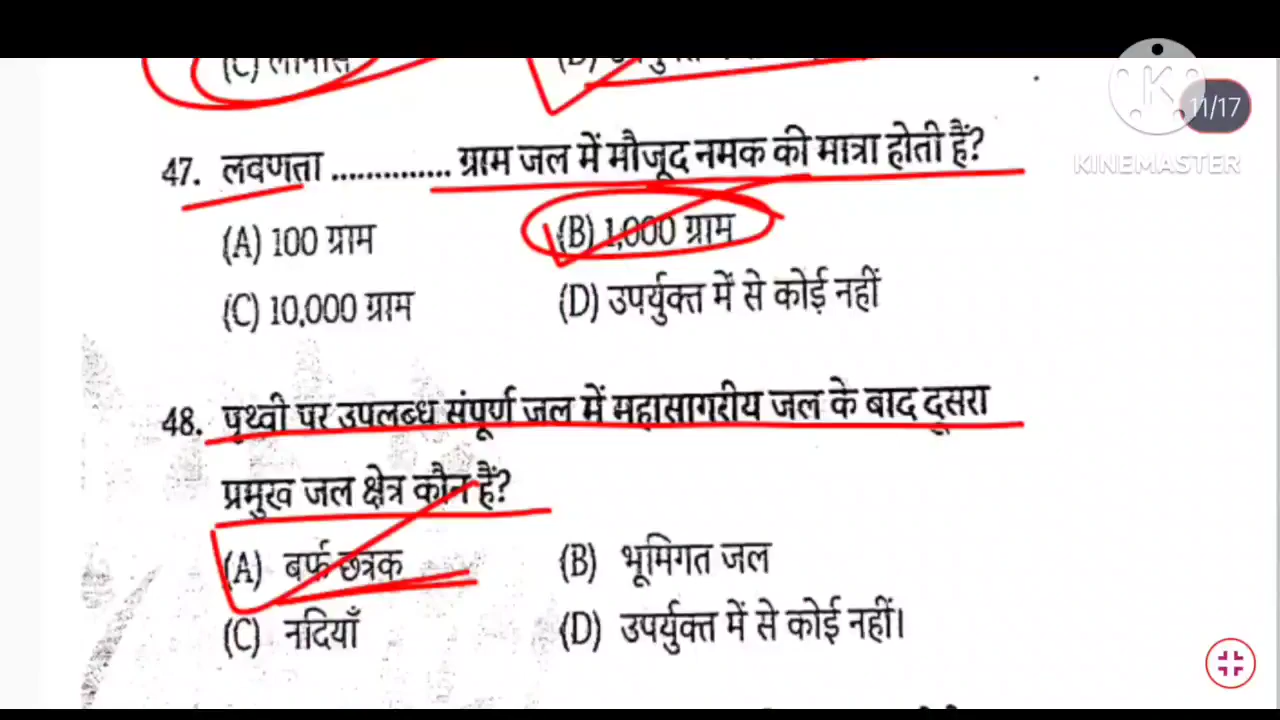 (C) लानास
11/17
KINEMASTER
47. लवणता .............. ग्राम जल में मौजूद नमक की मात्रा होती हैं?
(A) 100 ग्राम (B) 1,000 ग्राम
(C) 10,000 ग्राम (D) उपर्युक्त में से कोई नहीं
48. पृथ्वी पर उपलब्ध संपूर्ण जल में महासागरीय जल के बाद दूसरा
प्रमुख जल क्षेत्र कौन हैं?
(A) बर्फ छत्रक (B) भूमिगत जल
(C) नदियाँ (D) उपर्युक्त में से कोई नहीं।